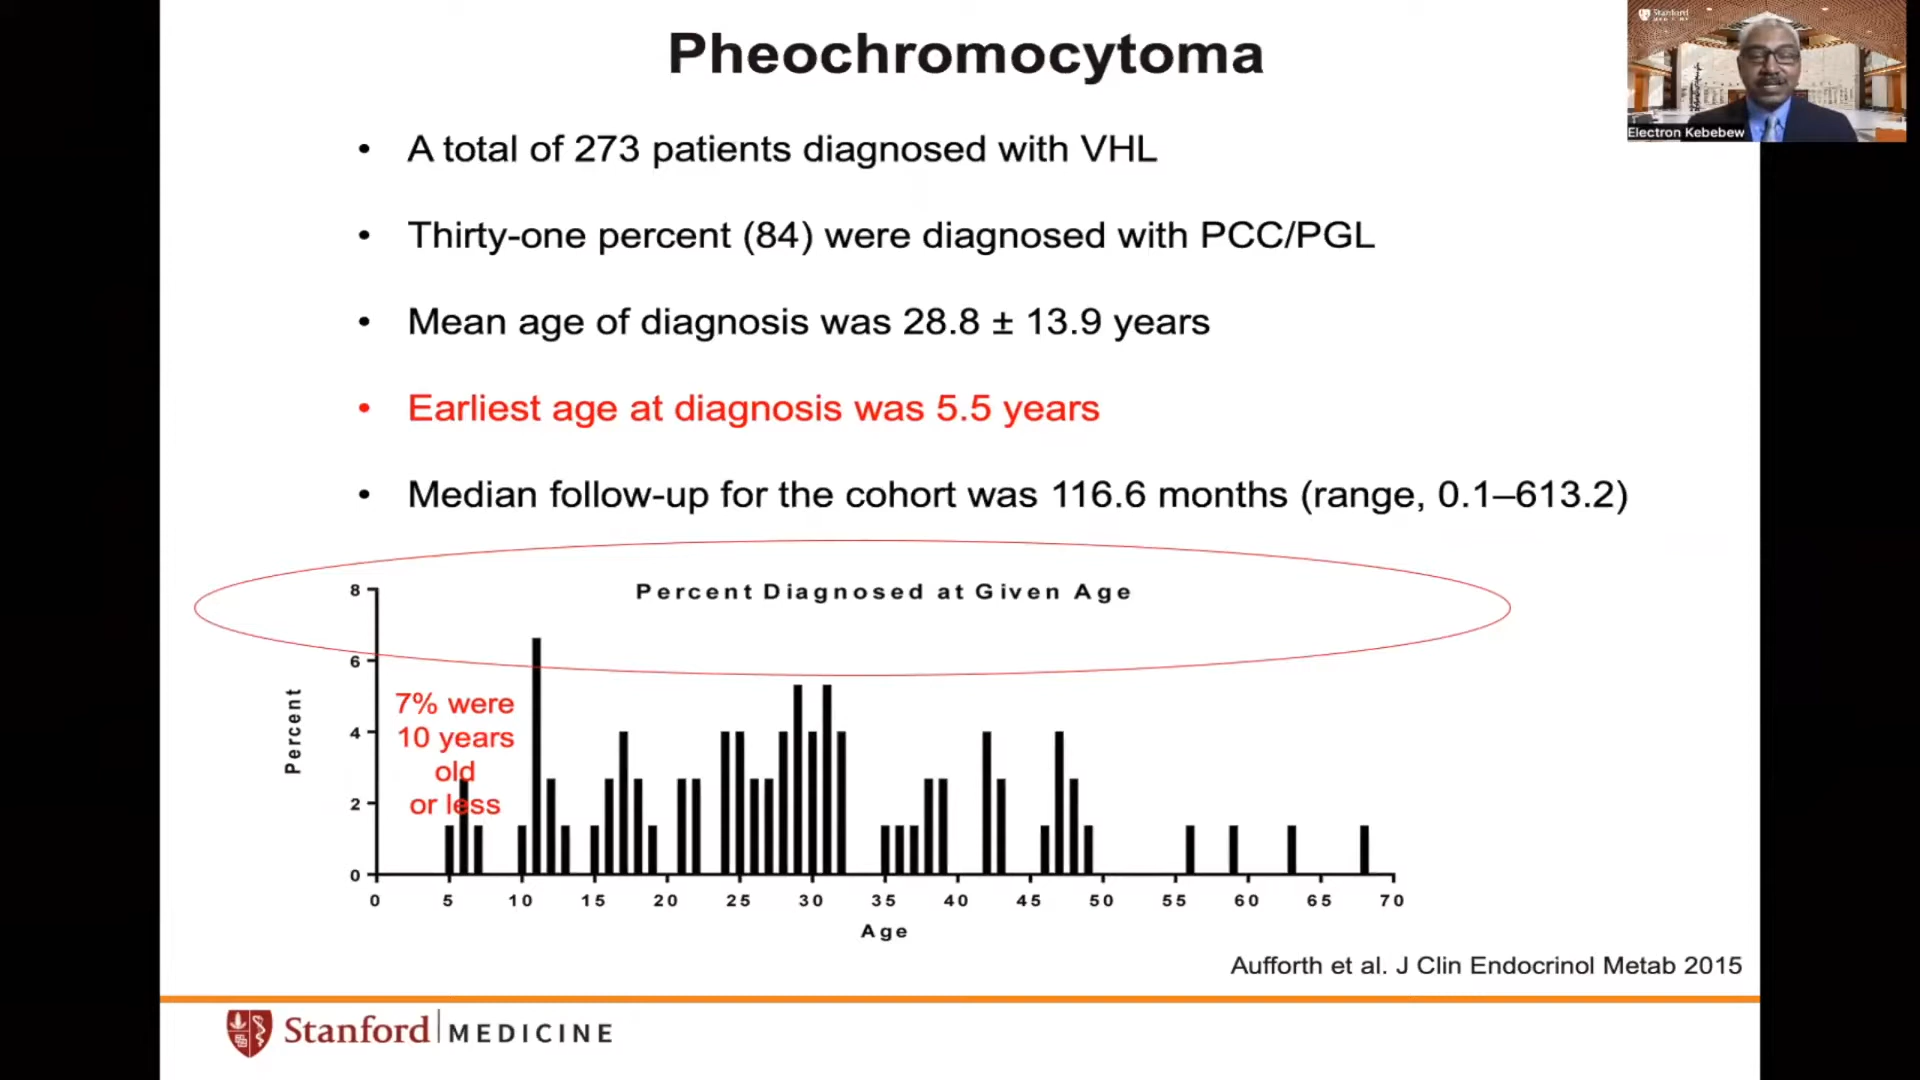 Pheochromocytoma
Stanford
Electron Kebebew
• A total of 273 patients diagnosed with VHL
• Thirty-one percent (84) were diagnosed with PCC/PGL
• Mean age of diagnosis was 28.8 ± 13.9 years
• Earliest age at diagnosis was 5.5 years
• Median follow-up for the cohort was 116.6 months (range, 0.1–613.2)
Percent Diagnosed at Given Age
8
6
4
2
0
Percent
7% were
10 years
old
or less
0 5 10 15 20 25 30 35 40 45 50 55 60 65 70
Age
Aufforth et al. J Clin Endocrinol Metab 2015
Stanford MEDICINE